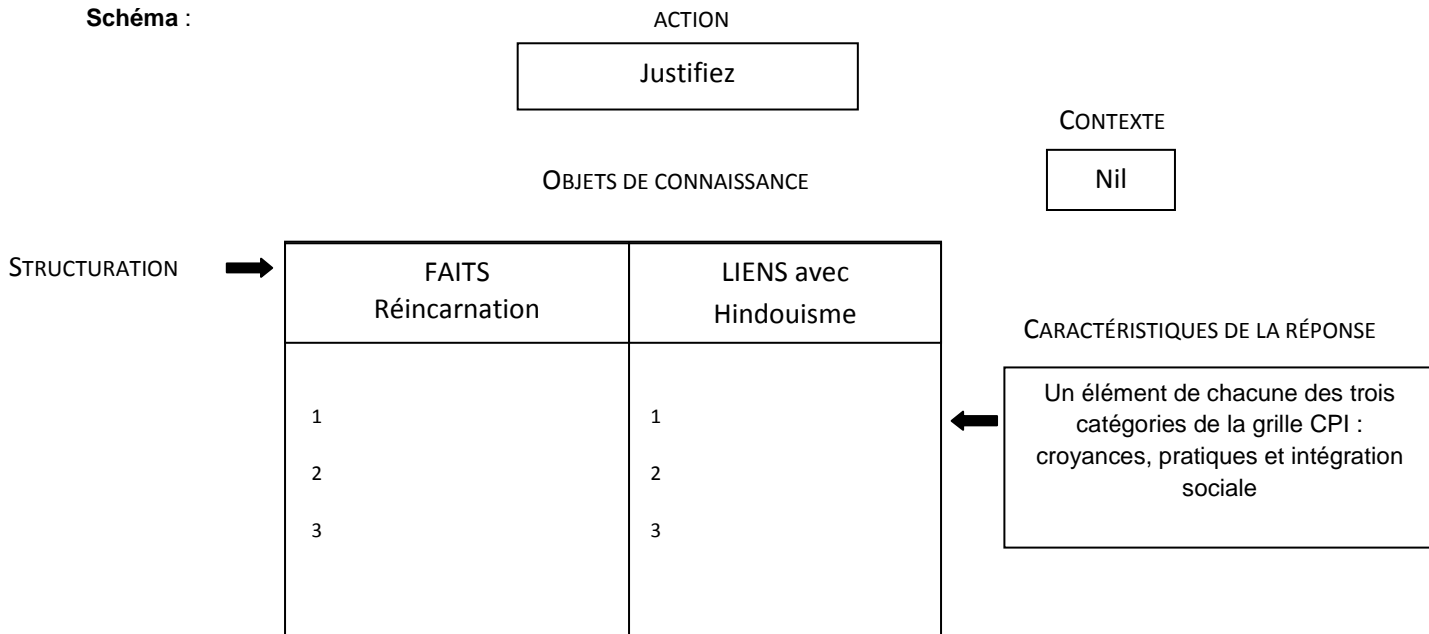 Schéma :
ACTION
Justifiez
CONTEXTE
Nil
OBJETS DE CONNAISSANCE
STRUCTURATION
FAITS
Réincarnation
LIENS avec
Hindouisme
CARACTÉRISTIQUES DE LA RÉPONSE
Un élément de chacune des trois
catégories de la grille CPI :
croyances, pratiques et intégration
sociale
1 1
2 2
3 3